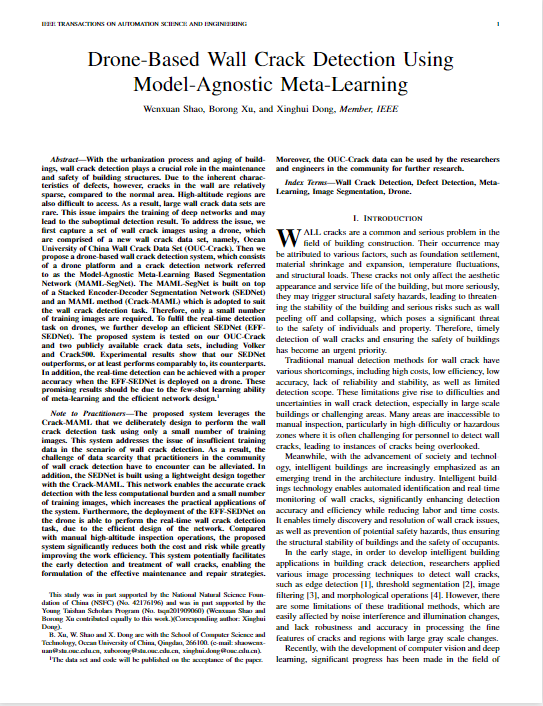 IEEE TRANSACTIONS ON AUTOMATION SCIENCE AND ENGINEERING
1
Drone-Based Wall Crack Detection Using
Model-Agnostic Meta-Learning
Wenxuan Shao, Borong Xu, and Xinghui Dong, Member, IEEE
Abstract—With the urbanization process and aging of build-
ings, wall crack detection plays a crucial role in the maintenance
and safety of building structures. Due to the inherent charac-
teristics of defects, however, cracks in the wall are relatively
sparse, compared to the normal area. High-altitude regions are
also difficult to access. As a result, large wall crack data sets are
rare. This issue impairs the training of deep networks and may
lead to the suboptimal detection result. To address the issue, we
first capture a set of wall crack images using a drone, which
are comprised of a new wall crack data set, namely, Ocean
University of China Wall Crack Data Set (OUC-Crack). Then we
propose a drone-based wall crack detection system, which consists
of a drone platform and a crack detection network referred
to as the Model-Agnostic Meta-Learning Based Segmentation
Network (MAML-SegNet). The MAML-SegNet is built on top
of a Stacked Encoder-Decoder Segmentation Network (SEDNet)
and an MAML method (Crack-MAML) which is adopted to suit
the wall crack detection task. Therefore, only a small number
of training images are required. To fulfil the real-time detection
task on drones, we further develop an efficient SEDNet (EFF-
SEDNet). The proposed system is tested on our OUC-Crack
and two publicly available crack data sets, including Volker
and Crack500. Experimental results show that our SEDNet
outperforms, or at least performs comparably to, its counterparts.
In addition, the real-time detection can be achieved with a proper
accuracy when the EFF-SEDNet is deployed on a drone. These
promising results should be due to the few-shot learning ability
of meta-learning and the efficient network design.1
Note to Practitioners—The proposed system leverages the
Crack-MAML that we deliberately design to perform the wall
crack detection task using only a small number of training
images. This system addresses the issue of insufficient training
data in the scenario of wall crack detection. As a result, the
challenge of data scarcity that practitioners in the community
of wall crack detection have to encounter can be alleviated. In
addition, the SEDNet is built using a lightweight design together
with the Crack-MAML. This network enables the accurate crack
detection with the less computational burden and a small number
of training images, which increases the practical applications of
the system. Furthermore, the deployment of the EFF-SEDNet on
the drone is able to perform the real-time wall crack detection
task, due to the efficient design of the network. Compared
with manual high-altitude inspection operations, the proposed
system significantly reduces both the cost and risk while greatly
improving the work efficiency. This system potentially facilitates
the early detection and treatment of wall cracks, enabling the
formulation of the effective maintenance and repair strategies.
This study was in part supported by the National Natural Science Foun-
dation of China (NSFC) (No. 42176196) and was in part supported by the
Young Taishan Scholars Program (No. tsqn201909060) (Wenxuan Shao and
Borong Xu contributed equally to this work.)(Corresponding author: Xinghui
Dong).
B. Xu, W. Shao and X. Dong are with the School of Computer Science and
Technology, Ocean University of China, Qingdao, 266100. (e-mail: shaowenx-
uan@stu.ouc.edu.cn, xuborong@stu.ouc.edu.cn, xinghui.dong@ouc.edu.cn).
1The data set and code will be published on the acceptance of the paper.
Moreover, the OUC-Crack data can be used by the researchers
and engineers in the community for further research.
Index Terms—Wall Crack Detection, Defect Detection, Meta-
Learning, Image Segmentation, Drone.
I. INTRODUCTION
WALL cracks are a common and serious problem in the
field of building construction. Their occurrence may
be attributed to various factors, such as foundation settlement,
material shrinkage and expansion, temperature fluctuations,
and structural loads. These cracks not only affect the aesthetic
appearance and service life of the building, but more seriously,
they may trigger structural safety hazards, leading to threaten-
ing the stability of the building and serious risks such as wall
peeling off and collapsing, which poses a significant threat
to the safety of individuals and property. Therefore, timely
detection of wall cracks and ensuring the safety of buildings
has become an urgent priority.
Traditional manual detection methods for wall crack have
various shortcomings, including high costs, low efficiency, low
accuracy, lack of reliability and stability, as well as limited
detection scope. These limitations give rise to difficulties and
uncertainties in wall crack detection, especially in large scale
buildings or challenging areas. Many areas are inaccessible to
manual inspection, particularly in high difficulty or hazardous
zones where it is often challenging for personnel to detect wall
cracks, leading to instances of cracks being overlooked.
Meanwhile, with the advancement of society and technol-
ogy, intelligent buildings are increasingly emphasized as an
emerging trend in the architecture industry. Intelligent build-
ings technology enables automated identification and real time
monitoring of wall cracks, significantly enhancing detection
accuracy and efficiency while reducing labor and time costs.
It enables timely discovery and resolution of wall crack issues,
as well as prevention of potential safety hazards, thus ensuring
the structural stability of buildings and the safety of occupants.
In the early stage, in order to develop intelligent building
applications in building crack detection, researchers applied
various image processing techniques to detect wall cracks,
such as edge detection [1], threshold segmentation [2], image
filtering [3], and morphological operations [4]. However, there
are some limitations of these traditional methods, which are
easily affected by noise interference and illumination changes,
and lack robustness and accuracy in processing the fine
features of cracks and regions with large gray scale changes.
Recently, with the development of computer vision and deep
learning, significant progress has been made in the field of